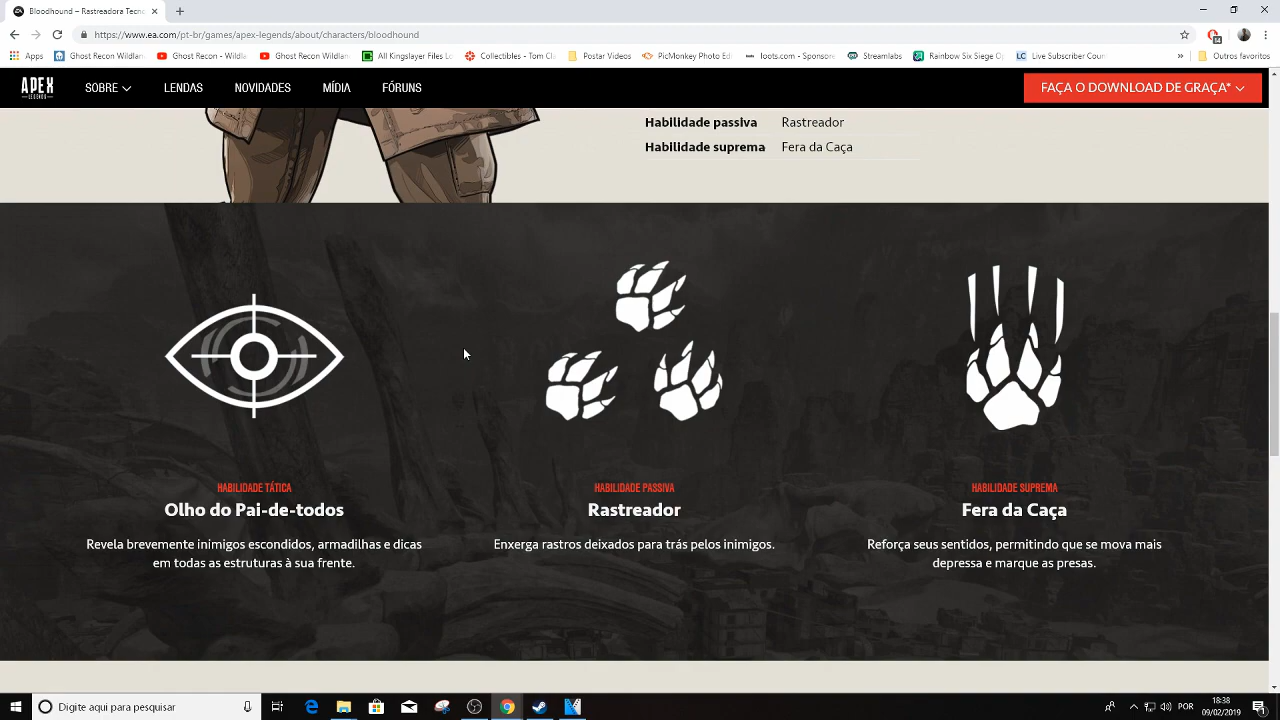 Bloodhound – Rastreadora Tecn
https://www.ea.com/pt-br/games/apex-legends/about/characters/bloodhound
Apps
Ghost Recon - Wildlan
Ghost Recon - Wildlan
Ghost Recon - Wildlan
All Kingslayer Files Lo
Collectibles - Tom Cla
Postar Videos
PicMonkey Photo Edi
loots.com - Sponsore
Streamlabs
Rainbow Six Siege Op
LC Live Subscriber Coun
»
Outros favoritos
APEX
LEGENDS
SOBRE
LENDAS
NOVIDADES
MÍDIA
FÓRUNS
FAÇA O DOWNLOAD DE GRAÇA*
Habilidade passiva Rastreador
Habilidade suprema Fera da Caça
HABILIDADE TÁTICA
Olho do Pai-de-todos
Revela brevemente inimigos escondidos, armadilhas e dicas
em todas as estruturas à sua frente.
HABILIDADE PASSIVA
Rastreador
Enxerga rastros deixados para trás pelos inimigos.
HABILIDADE SUPREMA
Fera da Caça
Reforça seus sentidos, permitindo que se mova mais
depressa e marque as presas.
Digite aqui para pesquisar
POR
18:38
09/02/2019